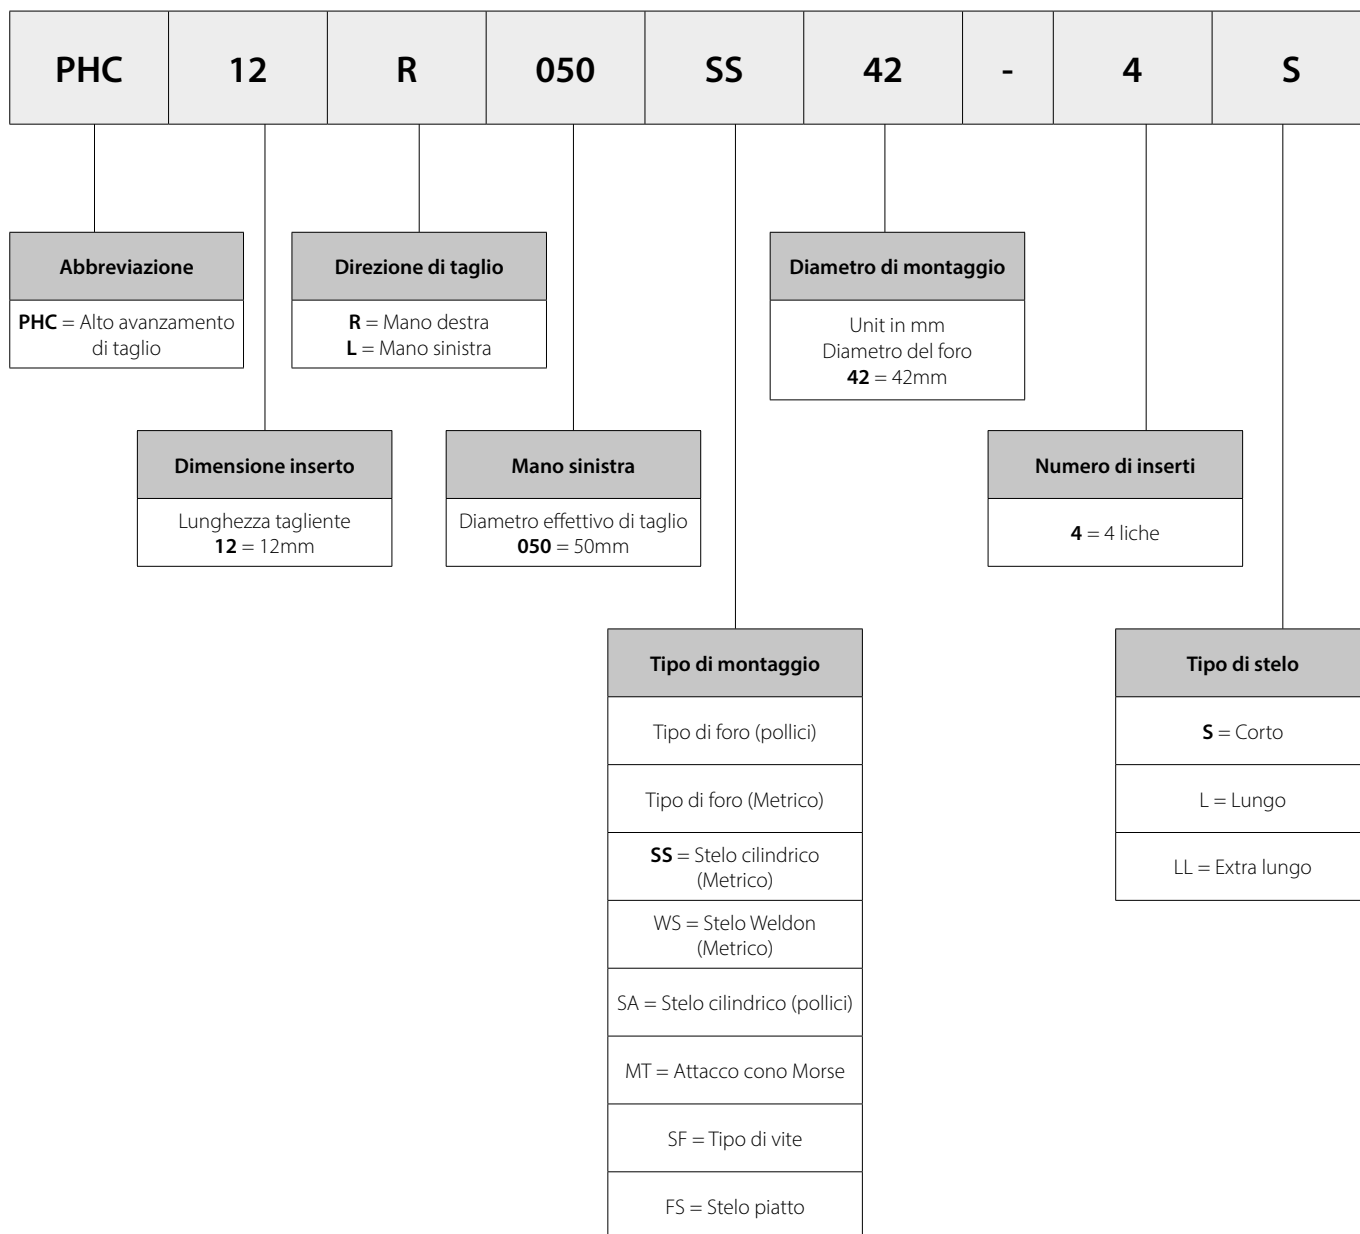 PHC 12 R 050 SS 42 - 4 S
Abbreviazione
PHC = Alto avanzamento
di taglio
Direzione di taglio
R = Mano destra
L = Mano sinistra
Diametro di montaggio
Unit in mm
Diametro del foro
42 = 42mm
Dimensione inserto
Lunghezza tagliente
12 = 12mm
Mano sinistra
Diametro effettivo di taglio
050 = 50mm
Numero di inserti
4 = 4 liche
Tipo di montaggio
Tipo di foro (pollici)
Tipo di foro (Metrico)
SS = Stelo cilindrico
(Metrico)
WS = Stelo Weldon
(Metrico)
SA = Stelo cilindrico (pollici)
MT = Attacco cono Morse
SF = Tipo di vite
FS = Stelo piatto
Tipo di stelo
S = Corto
L = Lungo
LL = Extra lungo